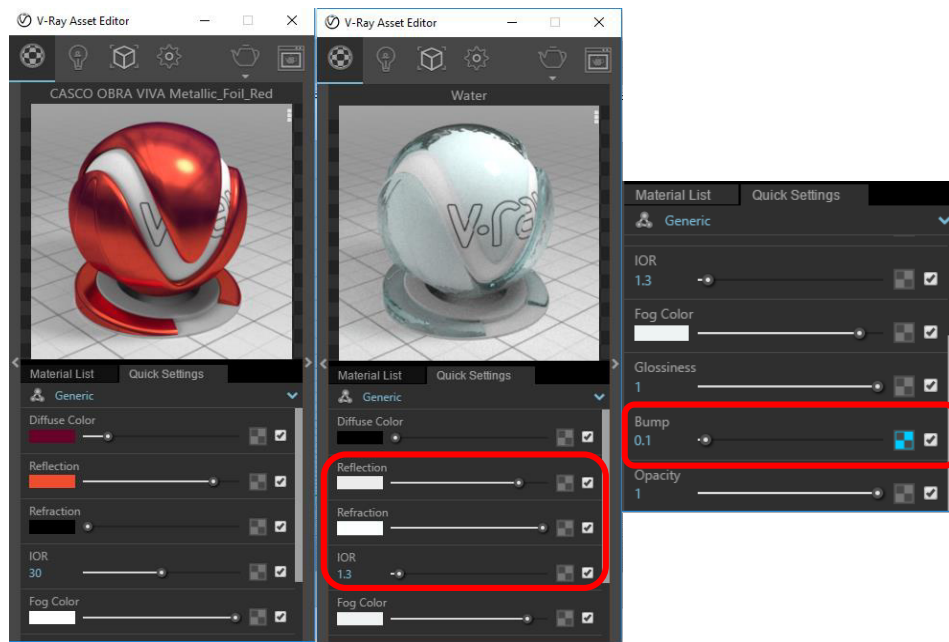 V-Ray Asset Editor
CASCO OBRA VIVA Metallic_Foil_Red
v-ra
Material List Quick Settings
Generic
Diffuse Color
Reflection
Refraction
IOR
30
Fog Color
V-Ray Asset Editor
Water
v-ra
Material List Quick Settings
Generic
Diffuse Color
Reflection
Refraction
IOR
1.3
Fog Color
Material List Quick Settings
Generic
IOR
1.3
Fog Color
Glossiness
1
Bump
0.1
Opacity
1